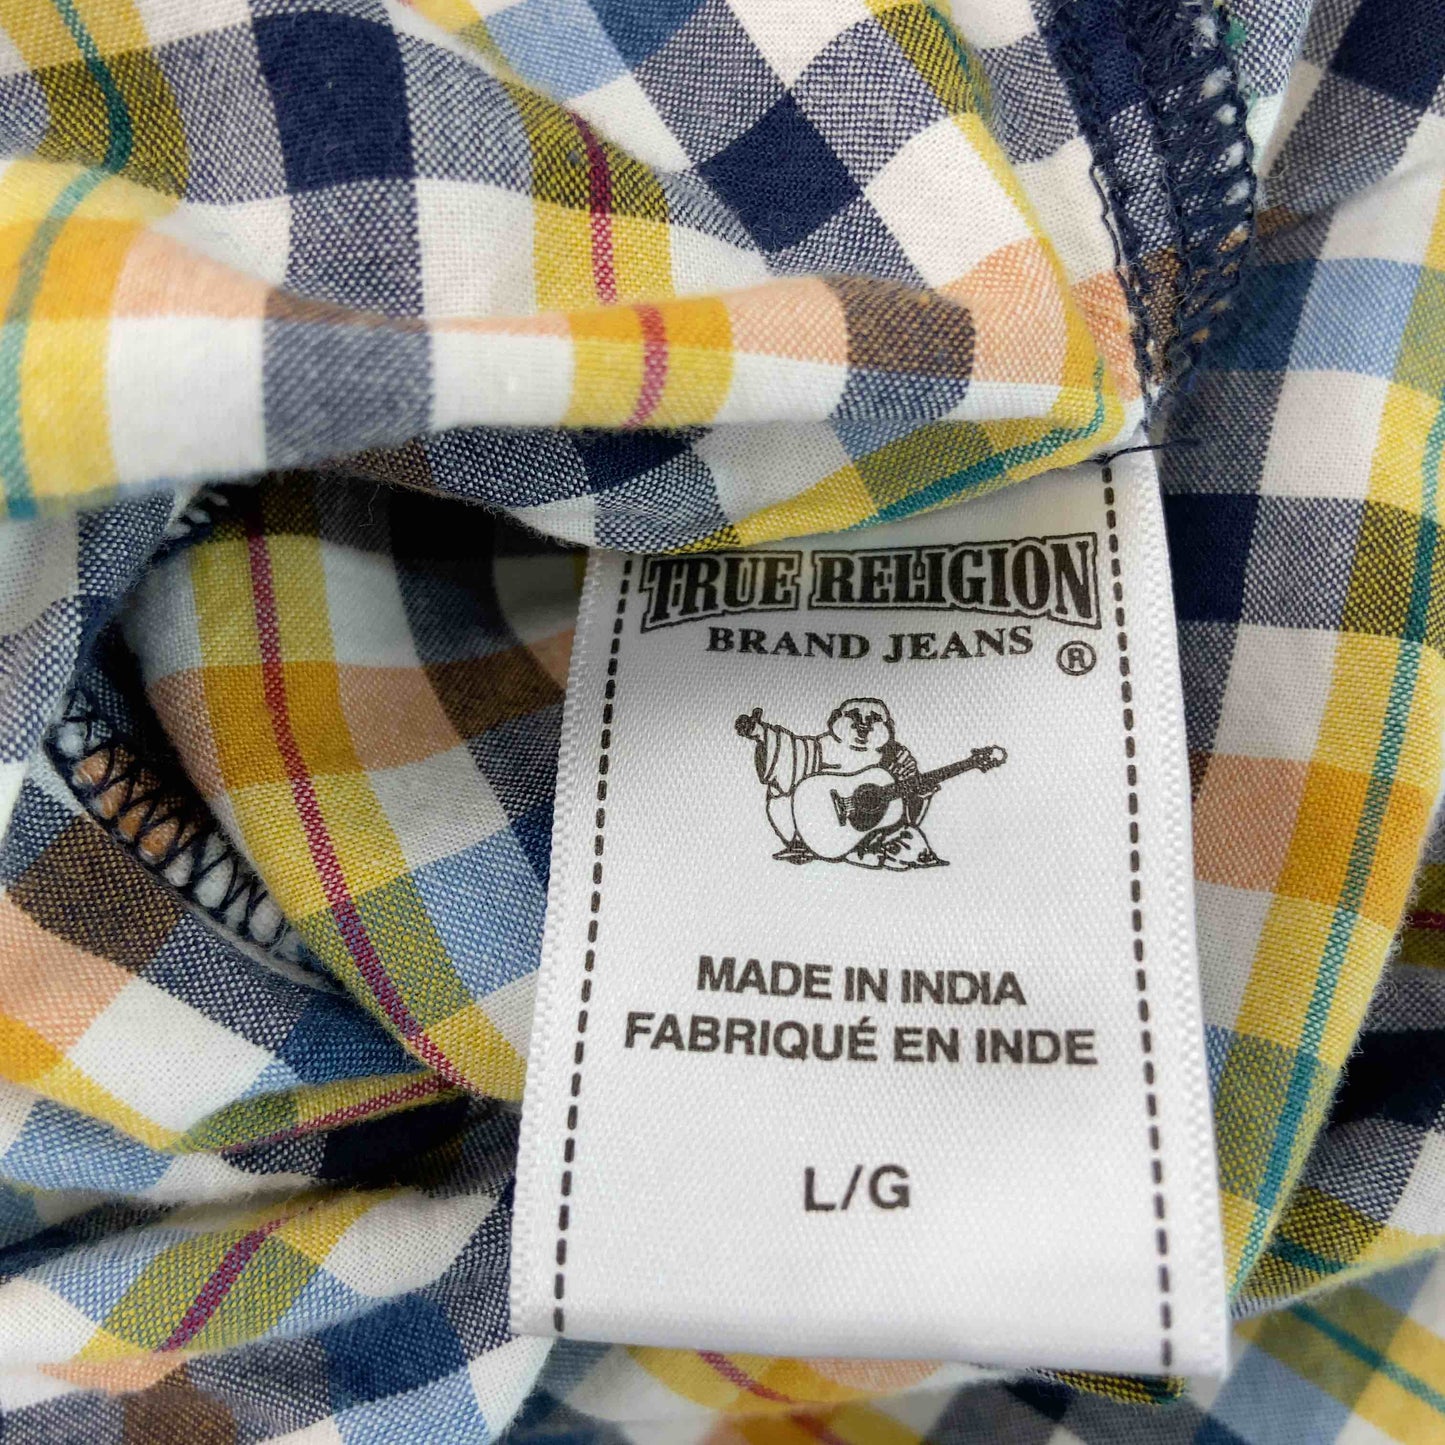 TRUE RELIGION
BRAND JEANS ®
MADE IN INDIA
FABRIQUÉ EN INDE
L/G